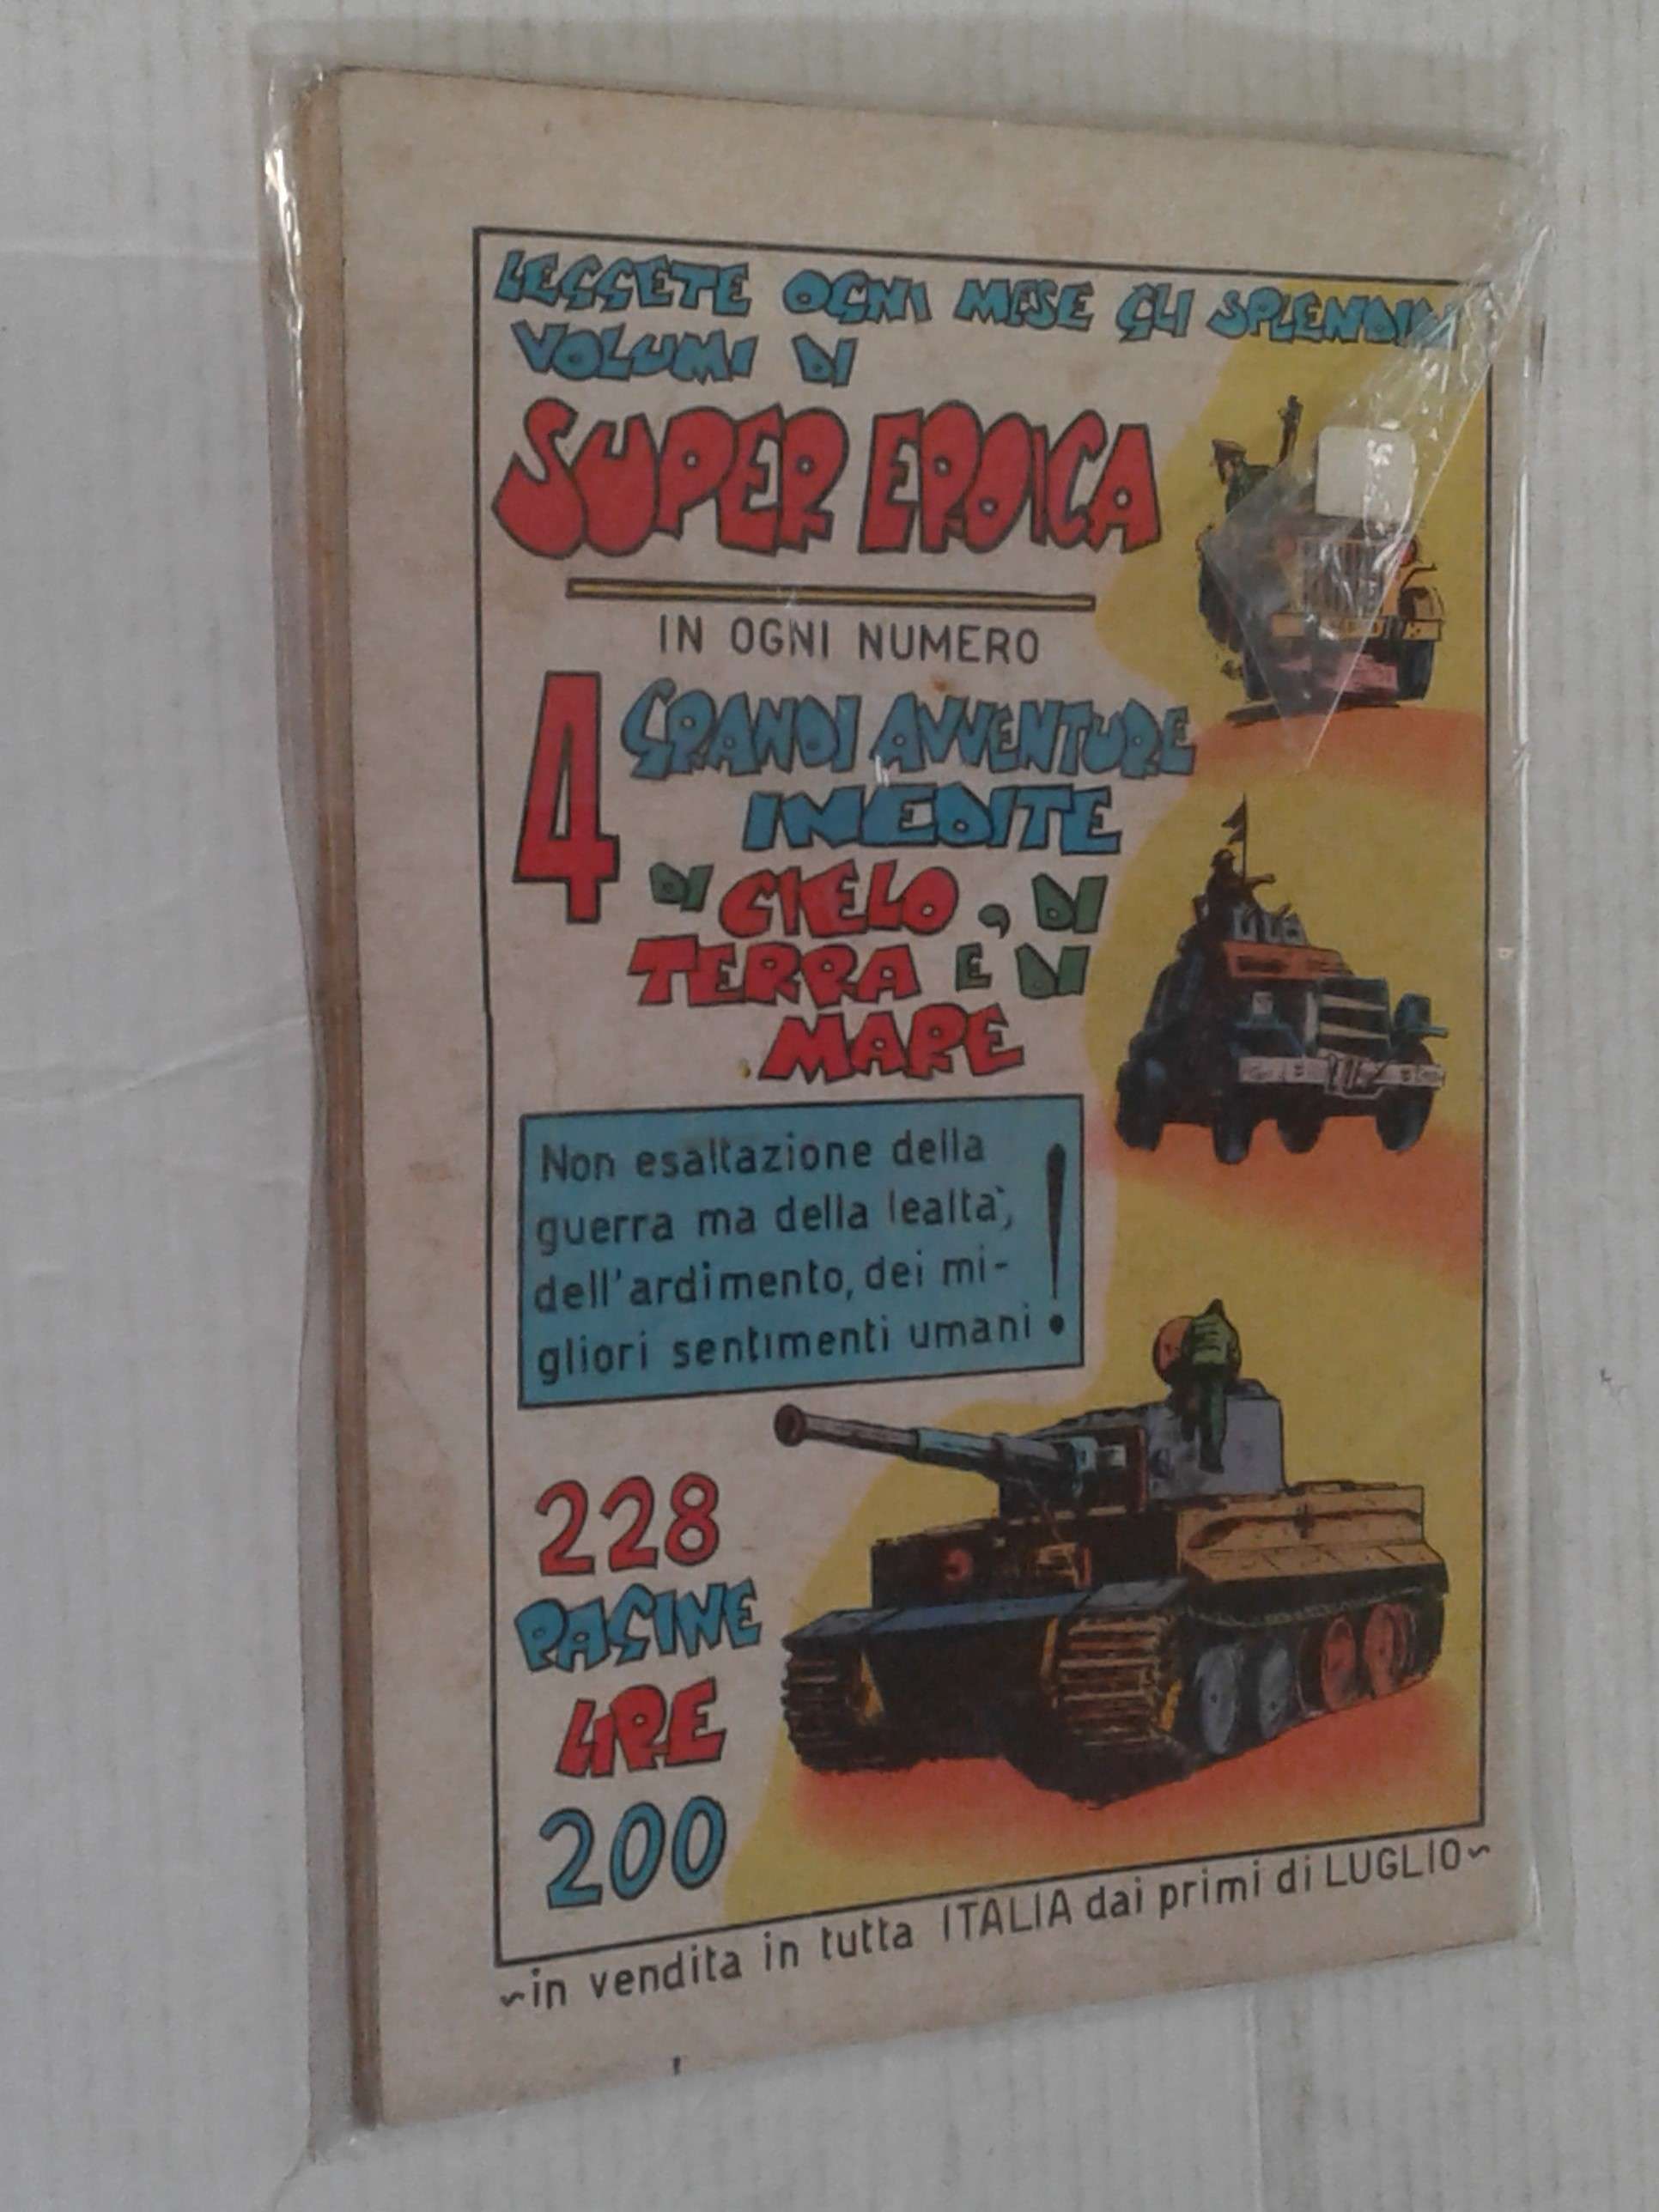 LEGGETE OGNI MESE GLI SPLENDIDI
VOLUMI DI
SUPER EROICA
IN OGNI NUMERO
4 GRANDI AVVENTURE
INEDITE
DI CIELO, DI
TERRA E DI
MARE
Non esaltazione della
guerra ma della lealtà,
dell'ardimento, dei mi-
gliori sentimenti umani!
228
PAGINE
LIRE
200
~in vendita in tutta ITALIA dai primi di LUGLIO~